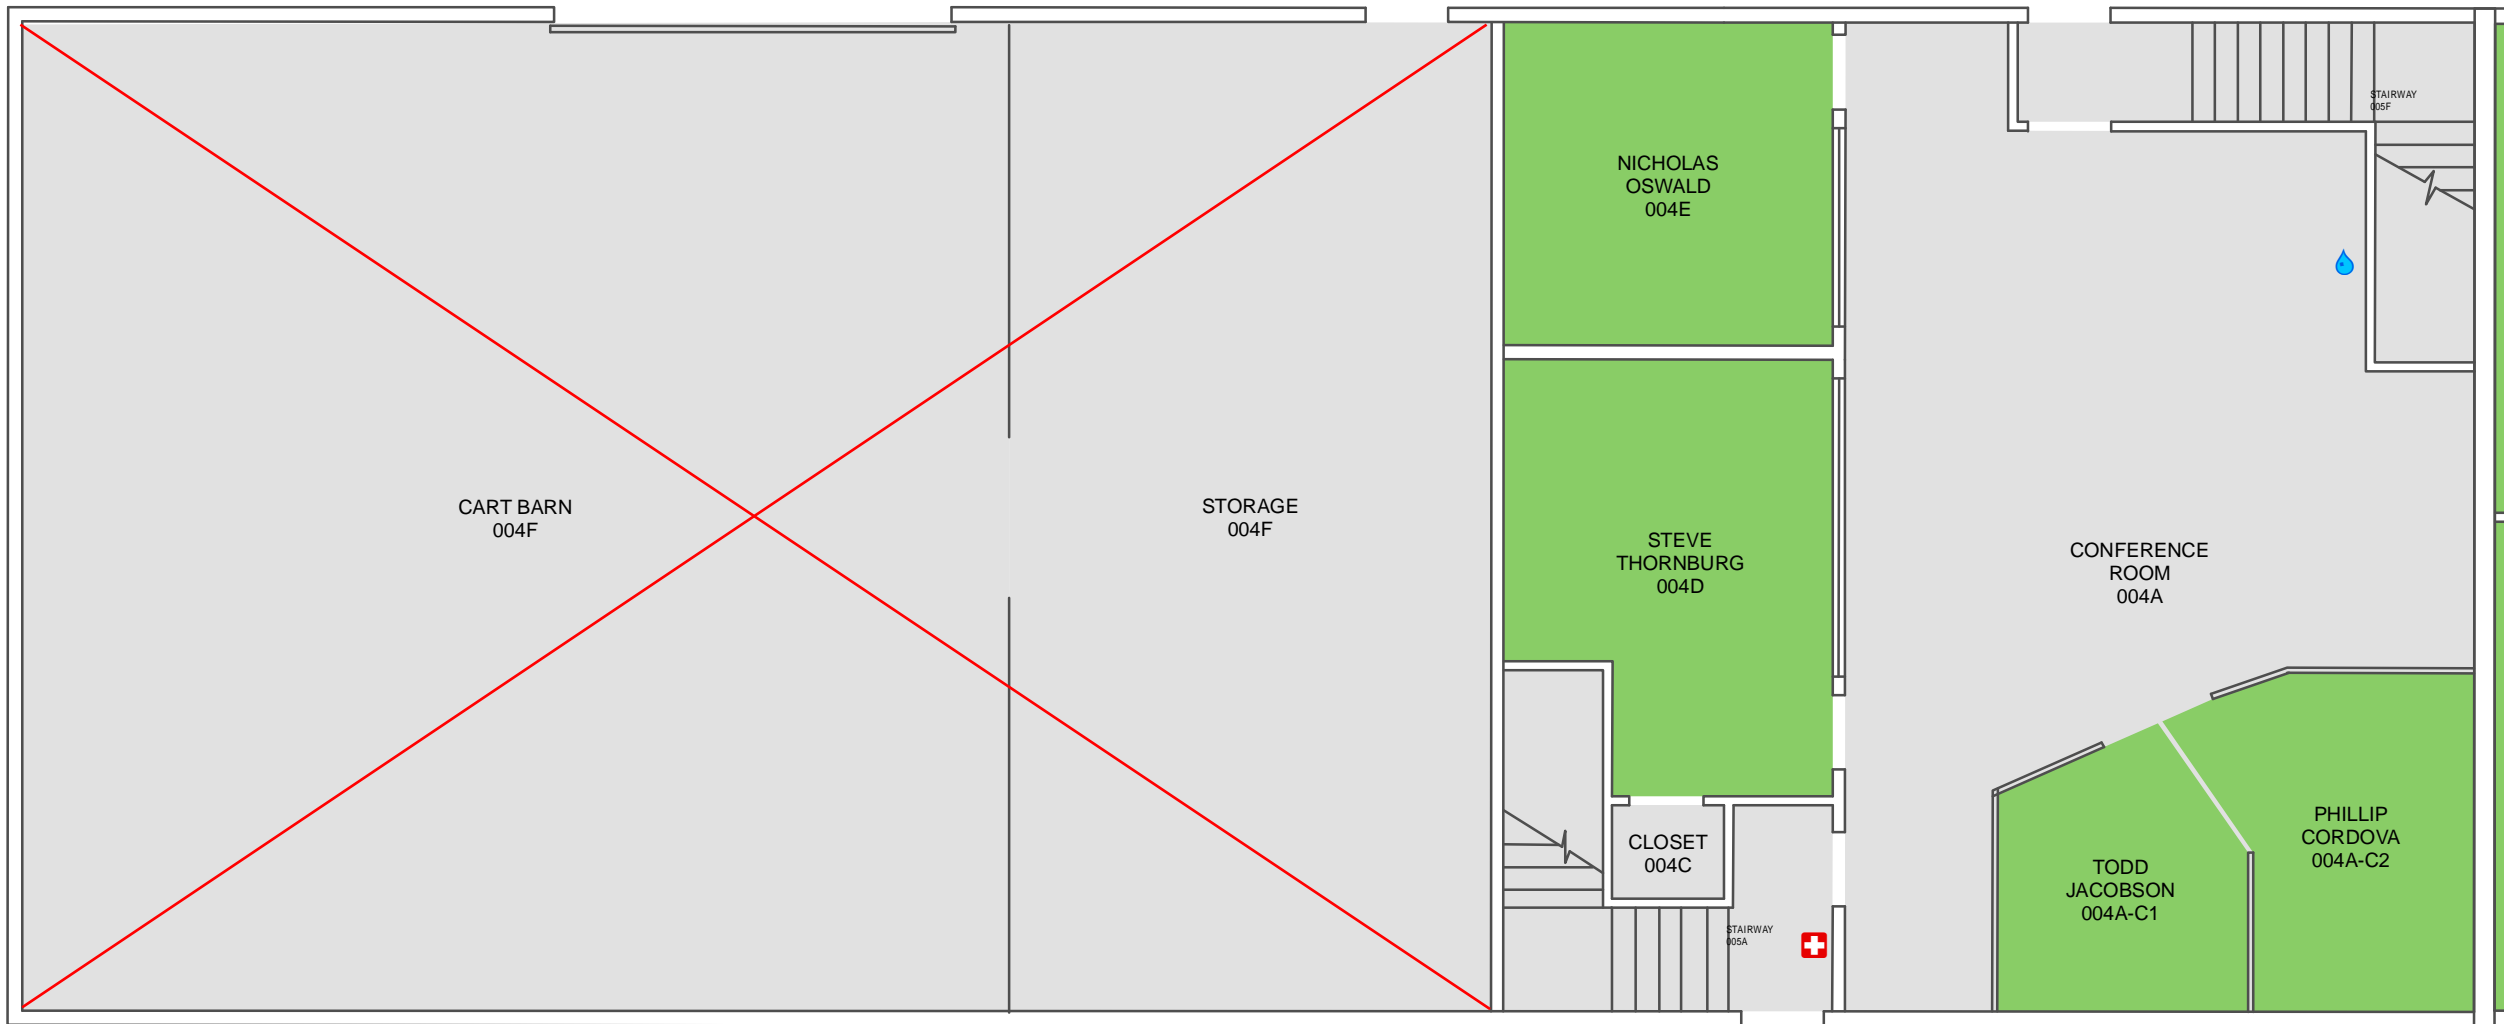 STAIRWAY
005F
NICHOLAS
OSWALD
004E
CART BARN
004F
STORAGE
004F
STEVE
THORNBURG
004D
CONFERENCE
ROOM
004A
CLOSET
004C
PHILLIP
CORDOVA
004A-C2
TODD
JACOBSON
004A-C1
STAIRWAY
005A